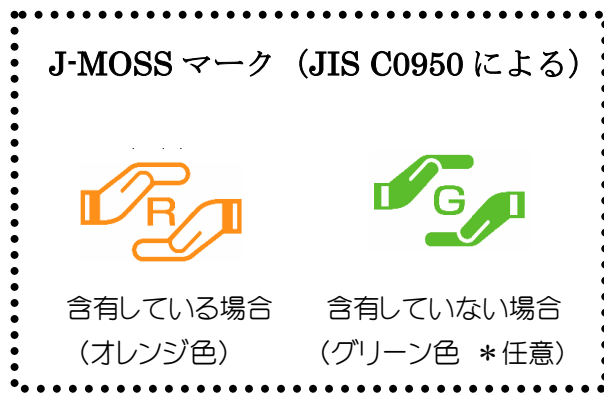 J-MOSS マーク（JIS C0950 による）
R G
含有している場合 含有していない場合
（オレンジ色） （グリーン色 ＊任意）